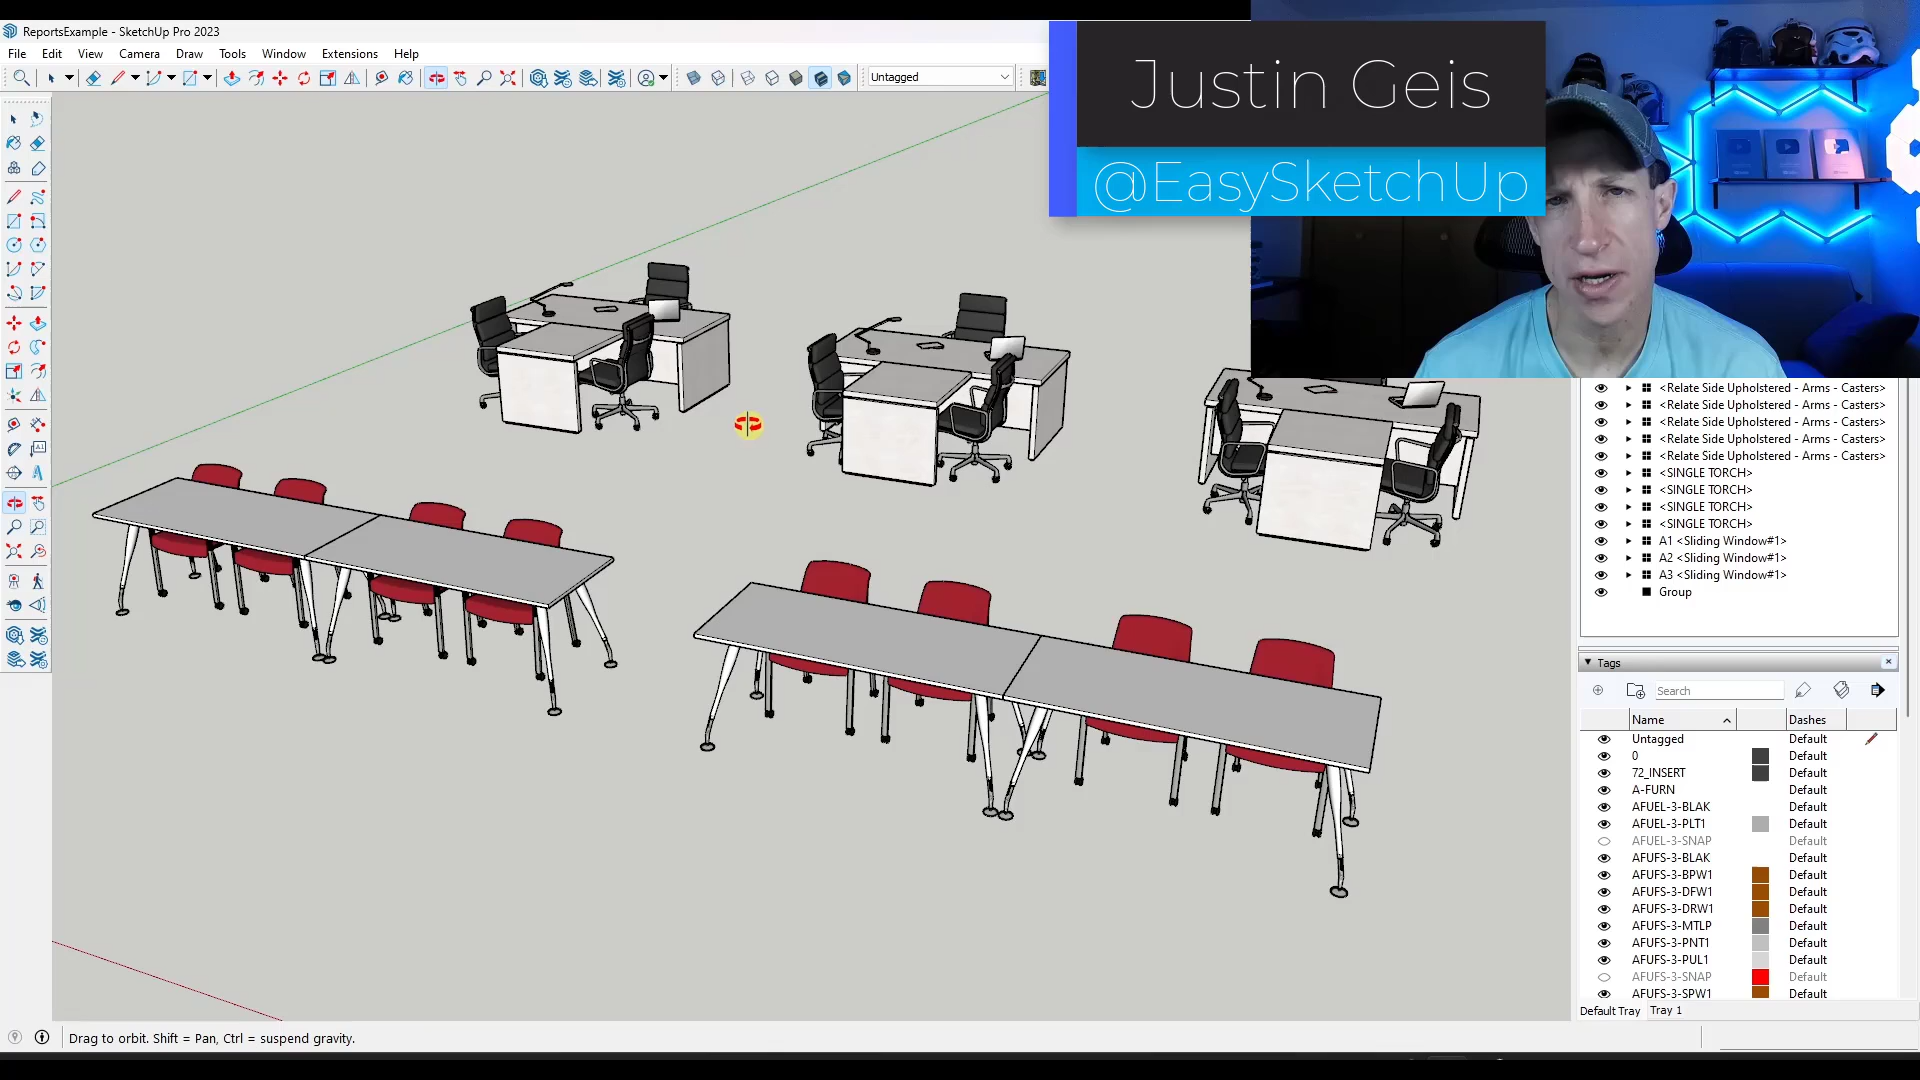 ReportsExample - SketchUp Pro 2023
File Edit View Camera Draw Tools Window Extensions Help
Untagged
Justin Geis
@EasySketchUp
<Relate Side Upholstered - Arms - Casters>
<Relate Side Upholstered - Arms - Casters>
<Relate Side Upholstered - Arms - Casters>
<Relate Side Upholstered - Arms - Casters>
<Relate Side Upholstered - Arms - Casters>
<SINGLE TORCH>
<SINGLE TORCH>
<SINGLE TORCH>
<SINGLE TORCH>
A1 <Sliding Window#1>
A2 <Sliding Window#1>
A3 <Sliding Window#1>
Group
Tags
Search
Name Dashes
Untagged Default
0 Default
72_INSERT Default
A-FURN Default
AFUEL-3-BLAK Default
AFUEL-3-PLT1 Default
AFUEL-3-SNAP Default
AFUFS-3-BLAK Default
AFUFS-3-BPW1 Default
AFUFS-3-DFW1 Default
AFUFS-3-DRW1 Default
AFUFS-3-MTLP Default
AFUFS-3-PNT1 Default
AFUFS-3-PUL1 Default
AFUFS-3-SNAP Default
AFUFS-3-SPW1 Default
Default Tray Tray 1
Drag to orbit. Shift = Pan, Ctrl = suspend gravity.